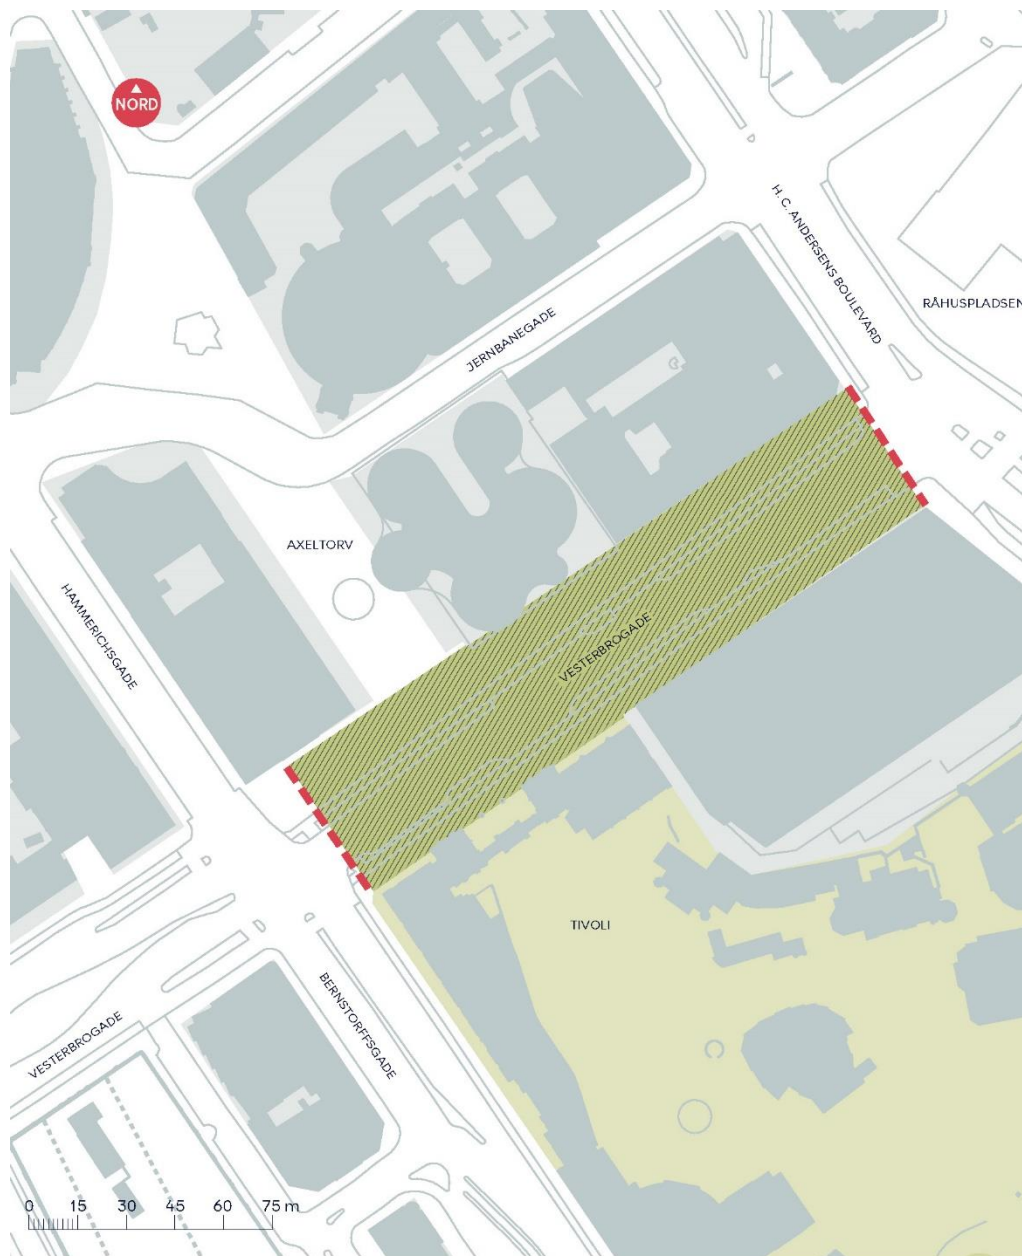 NORD
H. C. ANDERSENS BOULEVARD
RÅHUSPLADSEN
JERNBANEGADE
AXELTORV
HAMMERICHSGADE
VESTERBROGADE
TIVOLI
BERNSTORFFSGADE
VESTERBROGADE
0 15 30 45 60 75 m